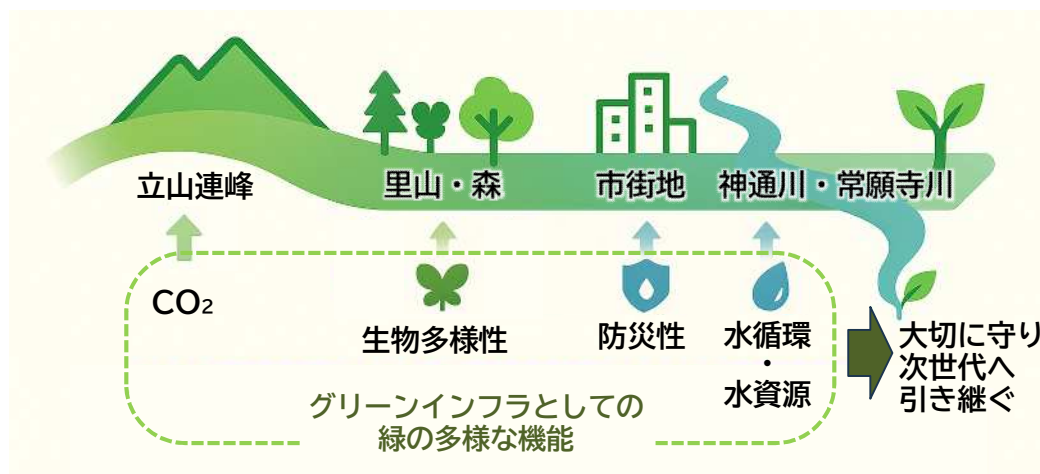 立山連峰
里山・森
市街地
神通川・常願寺川
CO₂
生物多様性
防災性
水循環
・
水資源
グリーンインフラとしての
緑の多様な機能
大切に守り
次世代へ
引き継ぐ